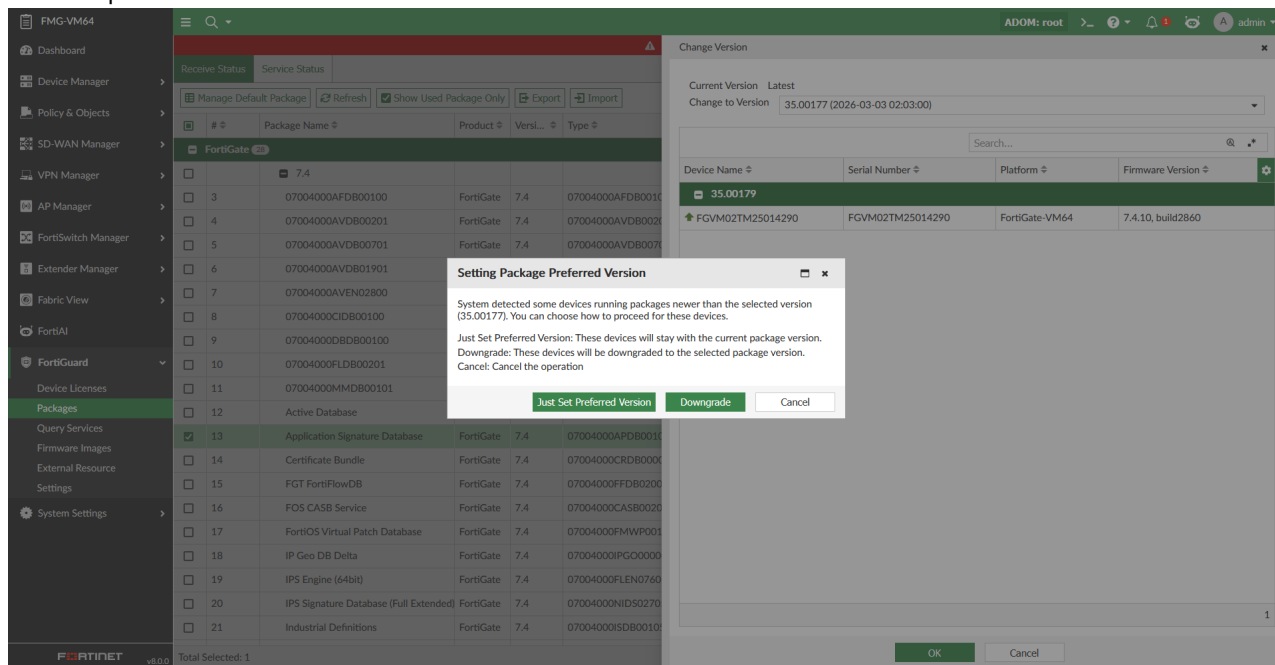 FMG-VM64
ADOM: root
1
A
admin
Dashboard
Device Manager
Policy & Objects
SD-WAN Manager
VPN Manager
AP Manager
FortiSwitch Manager
Extender Manager
Fabric View
FortiAI
FortiGuard
Device Licenses
Packages
Query Services
Firmware Images
External Resource
Settings
System Settings
FORTINET v8.0.0
Receive Status Service Status
Manage Default Package Refresh Show Used Package Only Export Import
# Package Name Product Versi... Type
FortiGate 28
7.4
3 07004000AFDB00100 FortiGate 7.4 07004000AFDB0010
4 07004000AVDB00201 FortiGate 7.4 07004000AVDB0020
5 07004000AVDB00701 FortiGate 7.4 07004000AVDB0070
6 07004000AVDB01901
7 07004000AVEN02800
8 07004000CIDB00100
9 07004000DBDB00100
10 07004000FLDB00201
11 07004000MMDB00101
12 Active Database
13 Application Signature Database FortiGate 7.4 07004000APDB0010
14 Certificate Bundle FortiGate 7.4 07004000CRDB0000
15 FGT FortiFlowDB FortiGate 7.4 07004000FFDB0200
16 FOS CASB Service FortiGate 7.4 07004000CASB0020
17 FortiOS Virtual Patch Database FortiGate 7.4 07004000FMWP001
18 IP Geo DB Delta FortiGate 7.4 07004000IPGO0000
19 IPS Engine (64bit) FortiGate 7.4 07004000FLEN0760
20 IPS Signature Database (Full Extended) FortiGate 7.4 07004000NIDS0270
21 Industrial Definitions FortiGate 7.4 07004000ISDB0010
Total Selected: 1
Change Version
Current Version Latest
Change to Version 35.00177 (2026-03-03 02:03:00)
Search...
Device Name Serial Number Platform Firmware Version
35.00179
FGVM02TM25014290 FGVM02TM25014290 FortiGate-VM64 7.4.10, build2860
1
OK Cancel
Setting Package Preferred Version
System detected some devices running packages newer than the selected version
(35.00177). You can choose how to proceed for these devices.
Just Set Preferred Version: These devices will stay with the current package version.
Downgrade: These devices will be downgraded to the selected package version.
Cancel: Cancel the operation
Just Set Preferred Version Downgrade Cancel